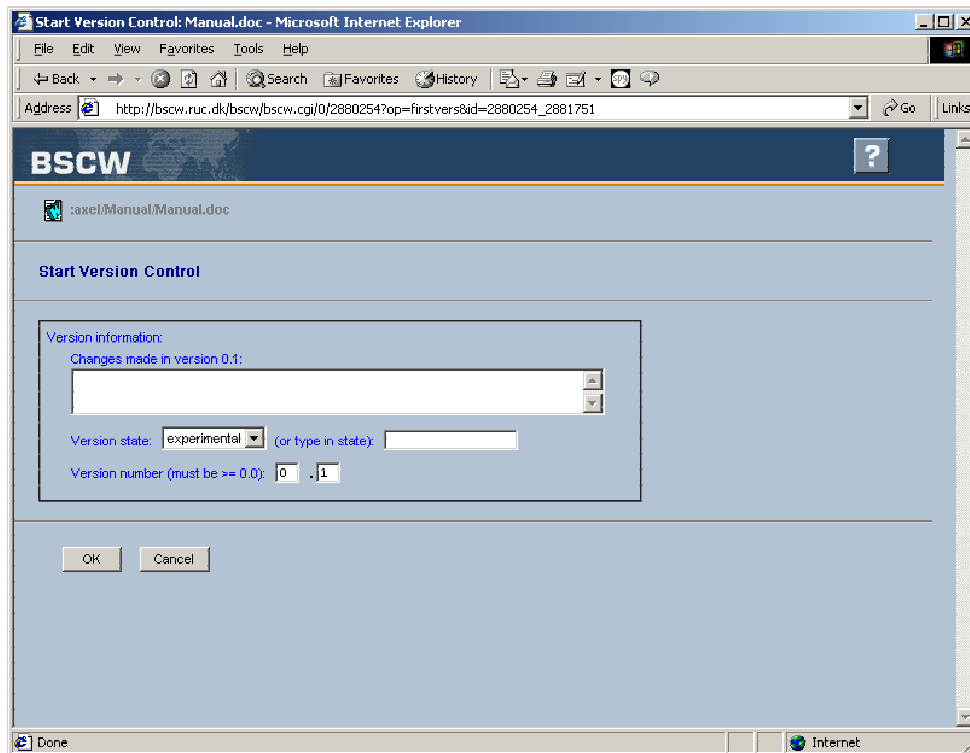 Start Version Control: Manual.doc - Microsoft Internet Explorer
File Edit View Favorites Tools Help
Back Search Favorites History
Address http://bscw.ruc.dk/bscw/bscw.cgi/0/2880254?op=firstvers&id=2880254_2881751 Go Links
BSCW ?
:axel/Manual/Manual.doc
Start Version Control
Version information:
Changes made in version 0.1:
Version state: experimental (or type in state):
Version number (must be >= 0.0): 0 . 1
OK Cancel
Done Internet